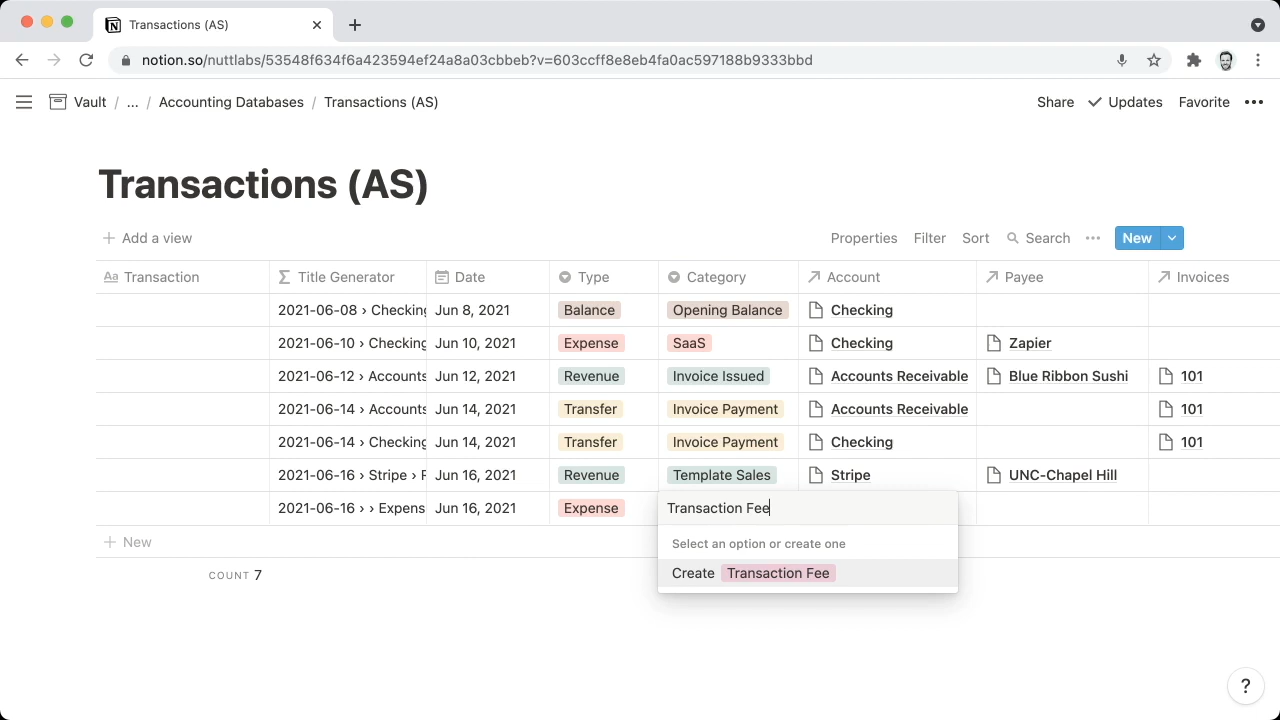 Transactions (AS)
notion.so/nuttlabs/53548f634f6a423594ef24a8a03cbbeb?v=603ccff8e8eb4fa0ac597188b9333bbd
Vault / ... / Accounting Databases / Transactions (AS) Share Updates Favorite
Transactions (AS)
Add a view Properties Filter Sort Search New
Aa Transaction Title Generator Date Type Category Account Payee Invoices
2021-06-08 › Checking Jun 8, 2021 Balance Opening Balance Checking
2021-06-10 › Checking Jun 10, 2021 Expense SaaS Checking Zapier
2021-06-12 › Accounts Jun 12, 2021 Revenue Invoice Issued Accounts Receivable Blue Ribbon Sushi 101
2021-06-14 › Accounts Jun 14, 2021 Transfer Invoice Payment Accounts Receivable 101
2021-06-14 › Checking Jun 14, 2021 Transfer Invoice Payment Checking 101
2021-06-16 › Stripe › Jun 16, 2021 Revenue Template Sales Stripe UNC-Chapel Hill
2021-06-16 › › Expens Jun 16, 2021 Expense Transaction Fee
Select an option or create one
New
Create Transaction Fee
COUNT 7
?